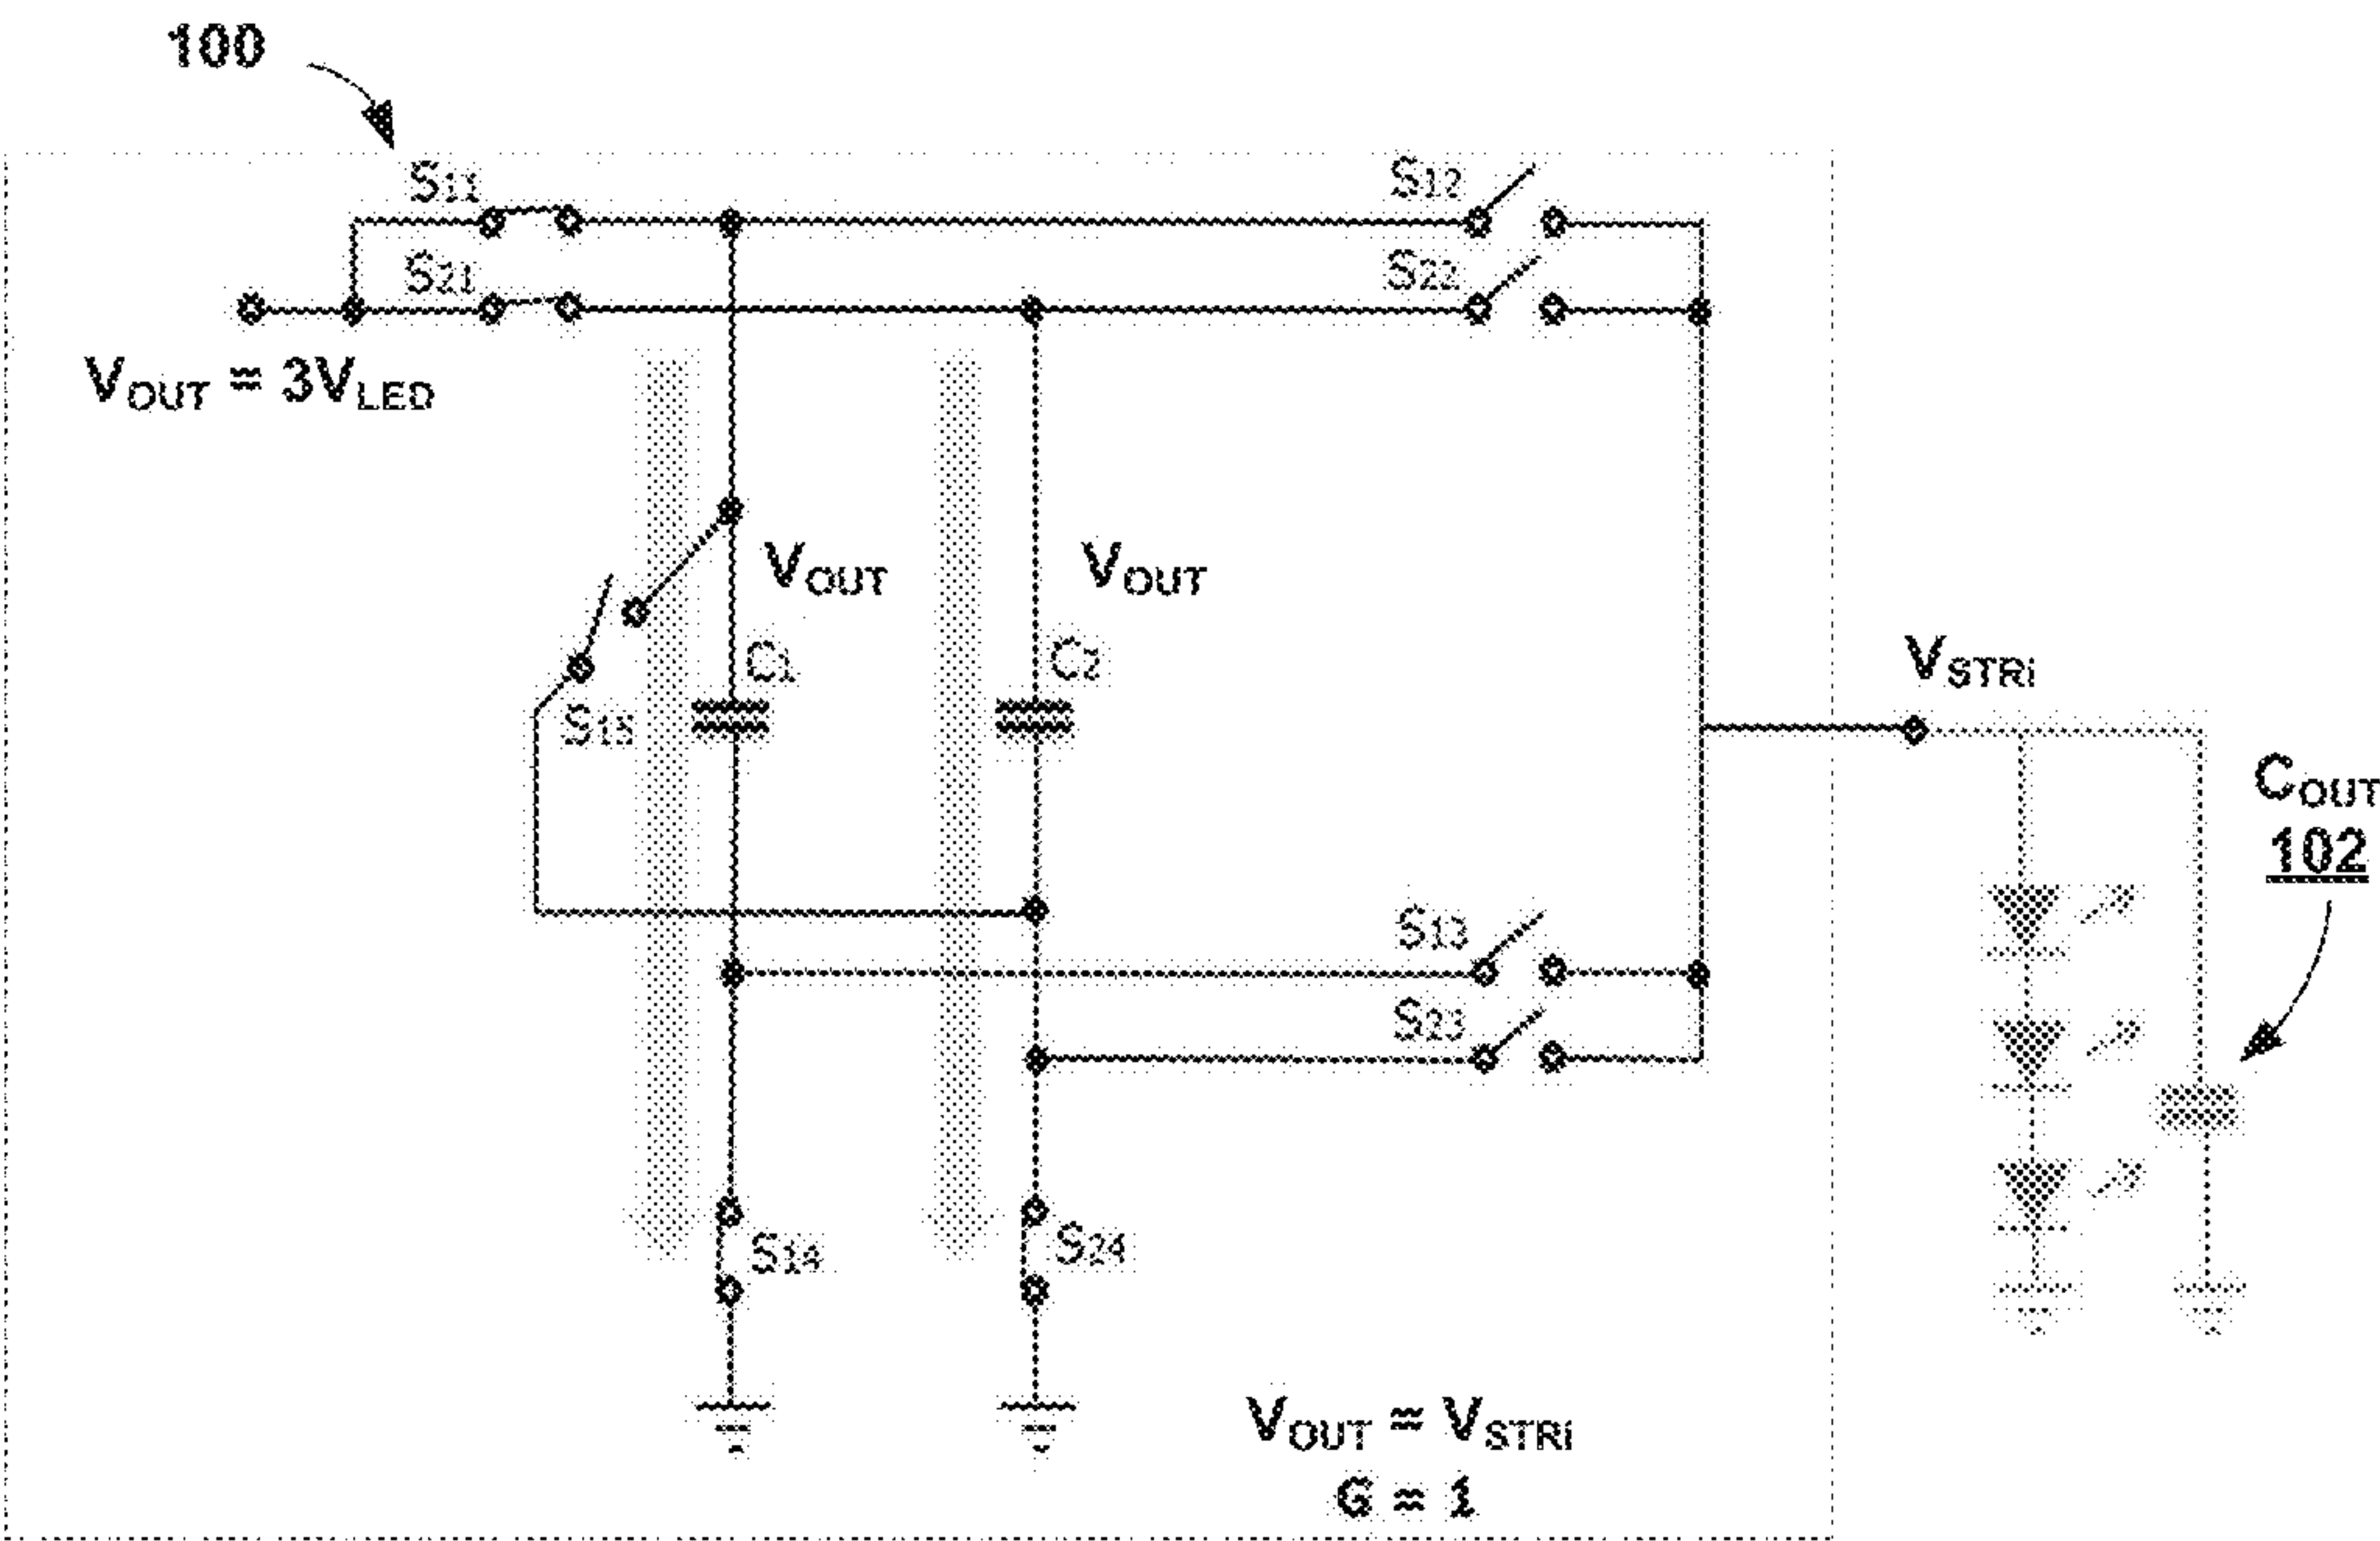 100
S11
S12
S21
S22
VOUT = 3VLED
VOUT
VOUT
C1
C2
S15
VSTRi
COUT
102
S13
S23
S14
S24
VOUT = VSTRi
G = 1